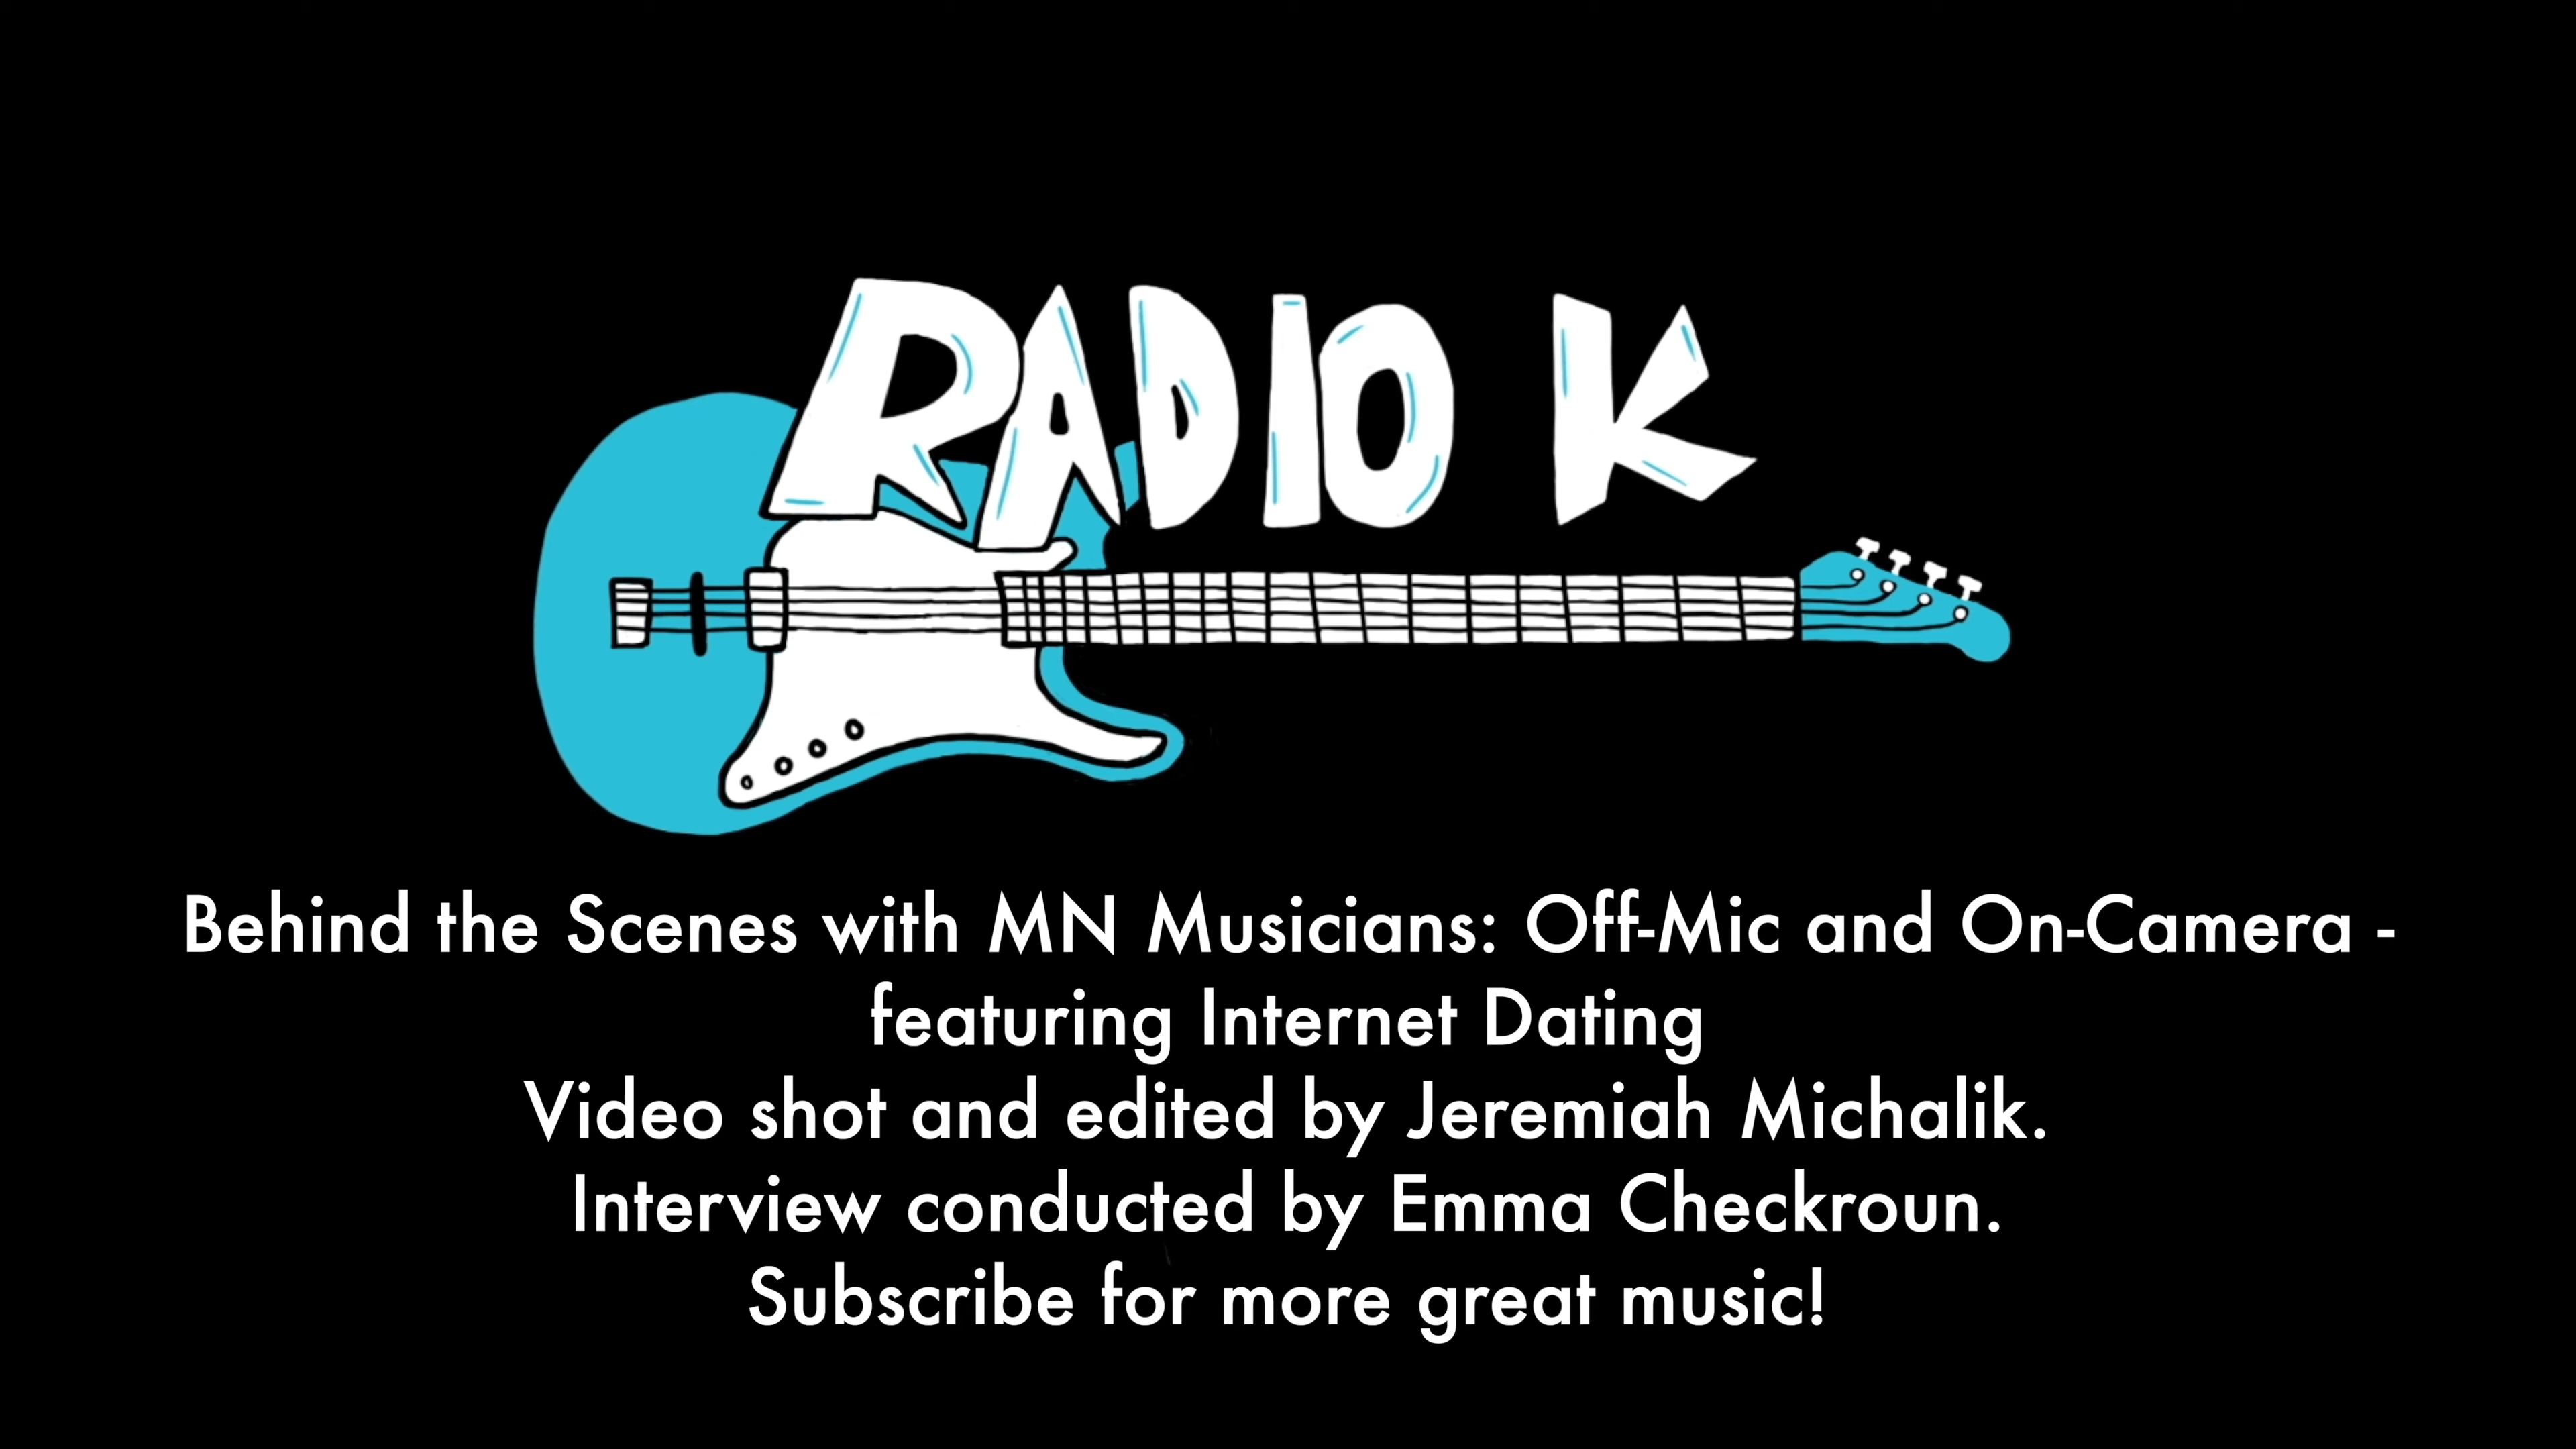 RADIO K
Behind the Scenes with MN Musicians: Off-Mic and On-Camera -
featuring Internet Dating
Video shot and edited by Jeremiah Michalik.
Interview conducted by Emma Checkroun.
Subscribe for more great music!